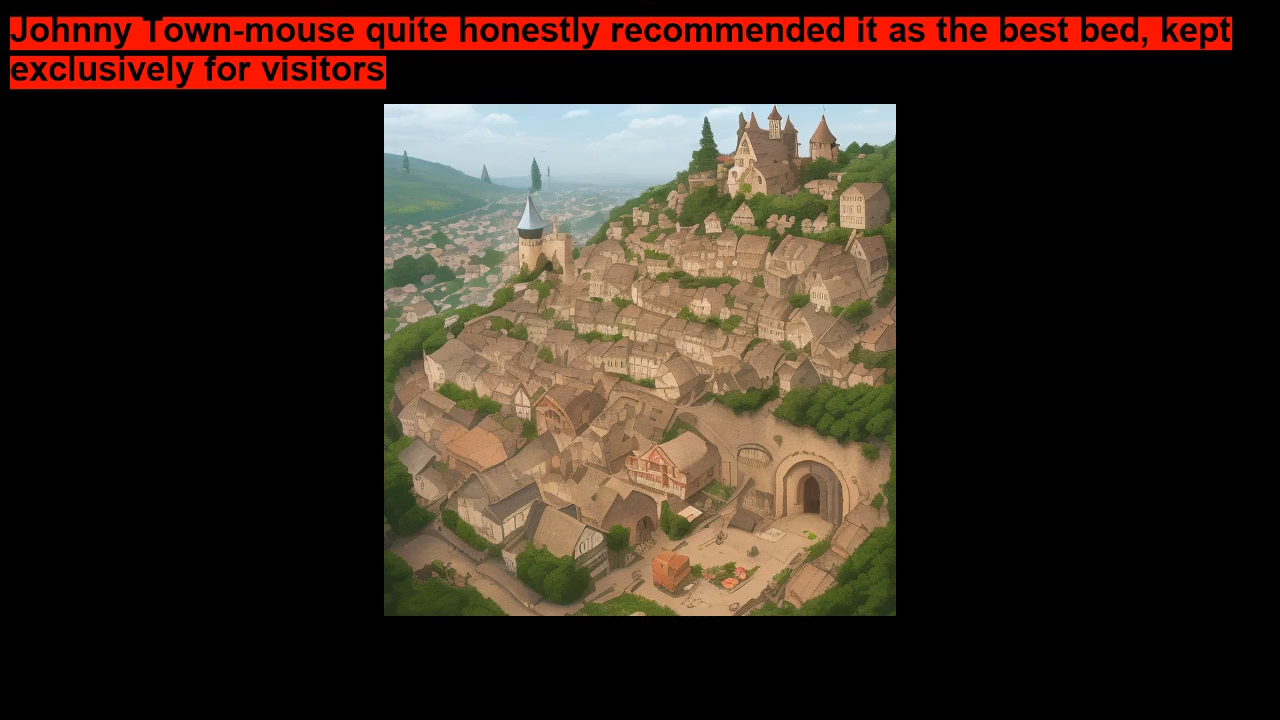 Johnny Town-mouse quite honestly recommended it as the best bed, kept
exclusively for visitors